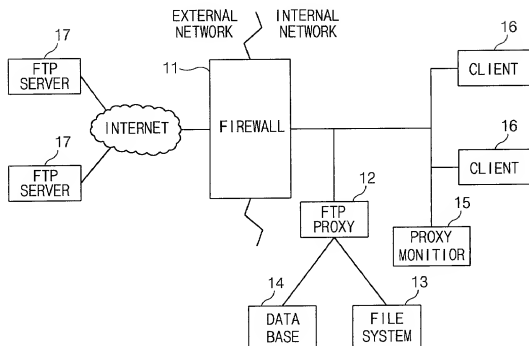 EXTERNAL NETWORK
INTERNAL NETWORK
17
FTP SERVER
11
16
CLIENT
INTERNET
FIREWALL
17
FTP SERVER
16
CLIENT
12
FTP PROXY
15
PROXY MONITIOR
14
DATA BASE
13
FILE SYSTEM